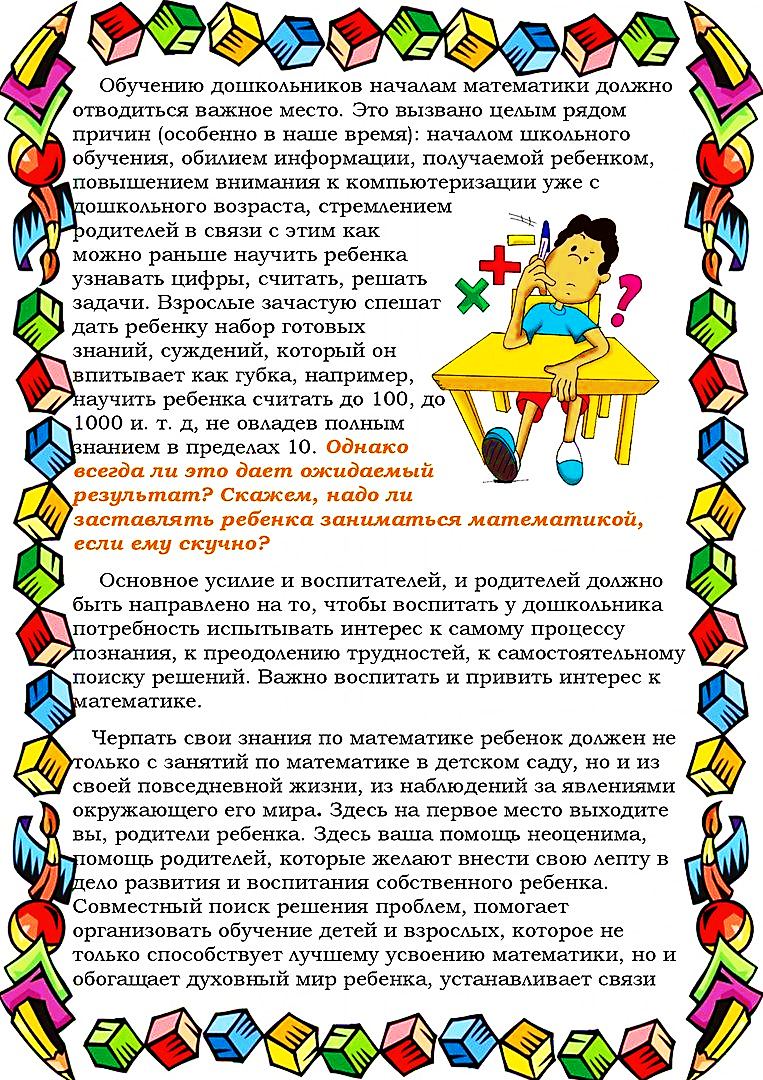 Обучению дошкольников началам математики должно
отводиться важное место. Это вызвано целым рядом
причин (особенно в наше время): началом школьного
обучения, обилием информации, получаемой ребенком,
повышением внимания к компьютеризации уже с
дошкольного возраста, стремлением
родителей в связи с этим как
можно раньше научить ребенка
узнавать цифры, считать, решать
задачи. Взрослые зачастую спешат
дать ребенку набор готовых
знаний, суждений, который он
впитывает как губка, например,
научить ребенка считать до 100, до
1000 и. т. д, не овладев полным
знанием в пределах 10. Однако
всегда ли это дает ожидаемый
результат? Скажем, надо ли
заставлять ребенка заниматься математикой,
если ему скучно?
Основное усилие и воспитателей, и родителей должно
быть направлено на то, чтобы воспитать у дошкольника
потребность испытывать интерес к самому процессу
познания, к преодолению трудностей, к самостоятельному
поиску решений. Важно воспитать и привить интерес к
математике.
Черпать свои знания по математике ребенок должен не
только с занятий по математике в детском саду, но и из
своей повседневной жизни, из наблюдений за явлениями
окружающего его мира. Здесь на первое место выходите
вы, родители ребенка. Здесь ваша помощь неоценима,
помощь родителей, которые желают внести свою лепту в
дело развития и воспитания собственного ребенка.
Совместный поиск решения проблем, помогает
организовать обучение детей и взрослых, которое не
только способствует лучшему усвоению математики, но и
обогащает духовный мир ребенка, устанавливает связи